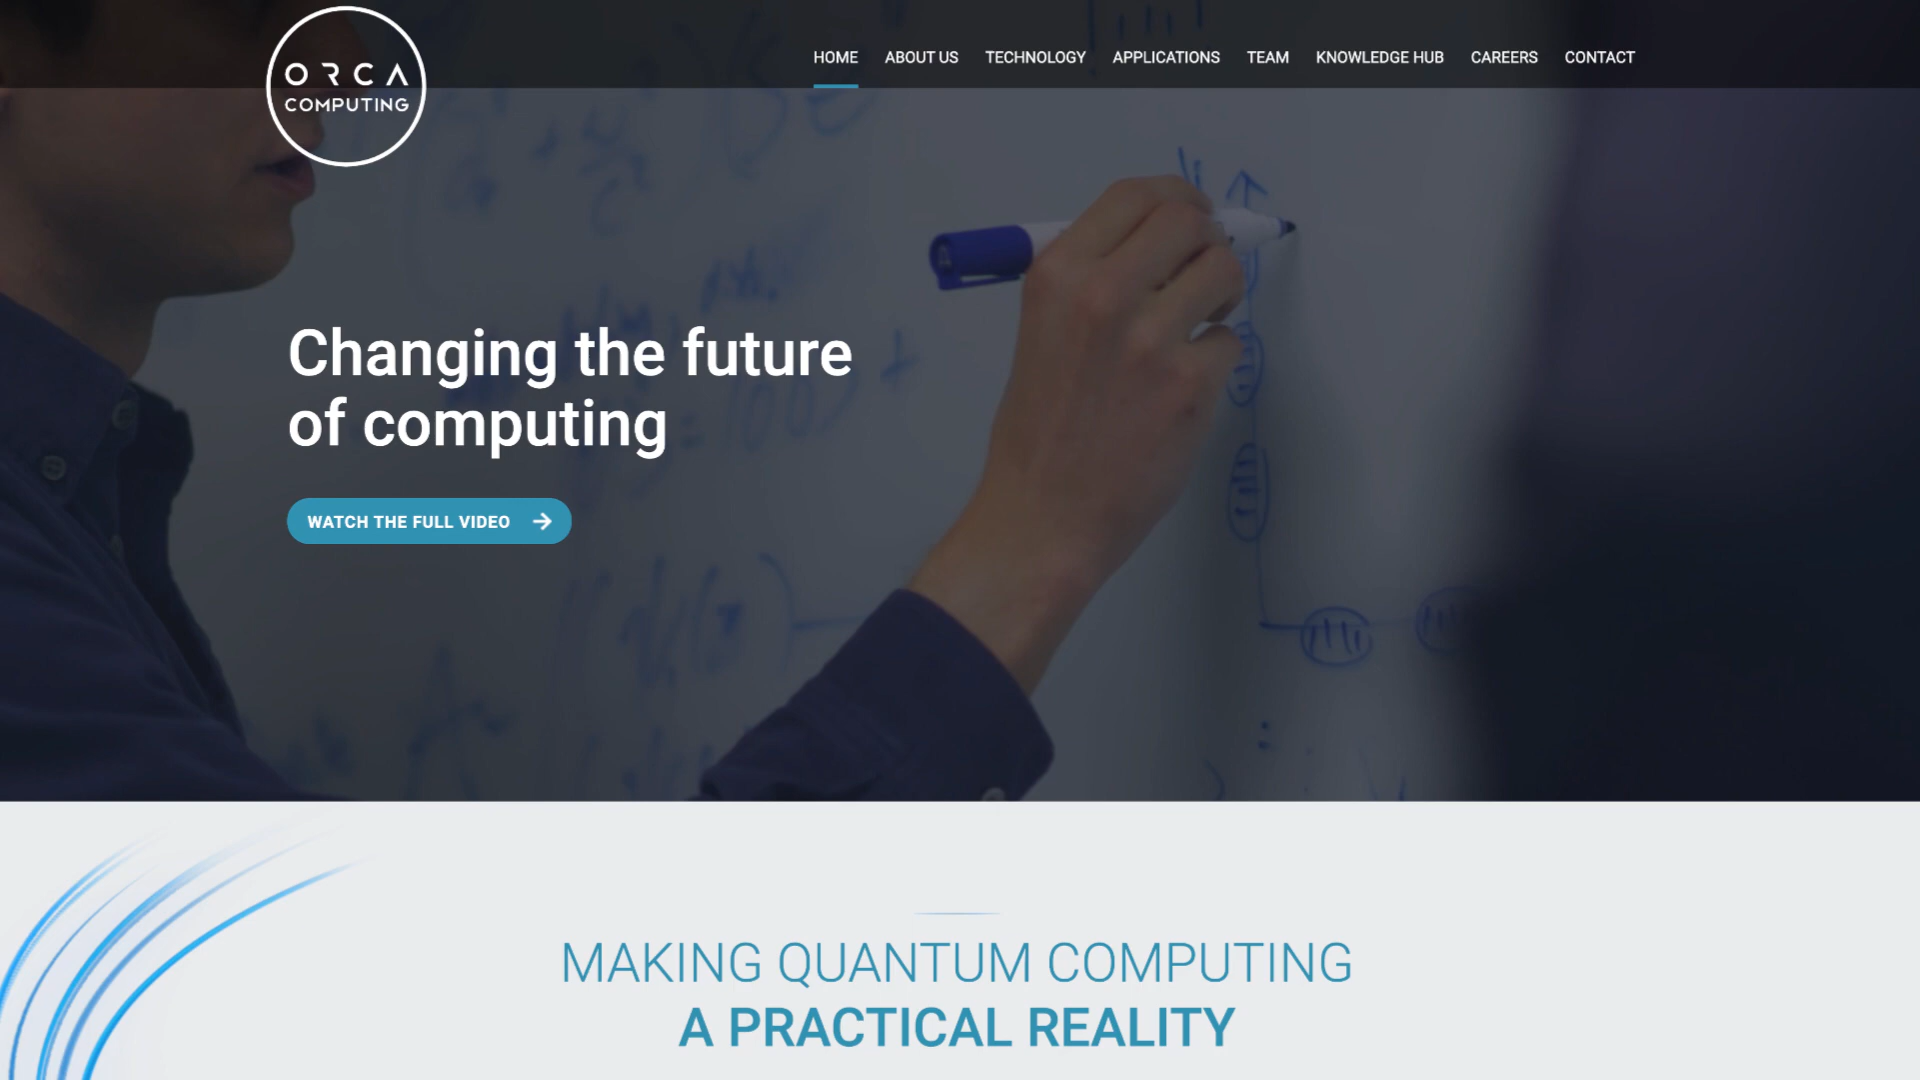 ORCA
COMPUTING
HOME ABOUT US TECHNOLOGY APPLICATIONS TEAM KNOWLEDGE HUB CAREERS CONTACT
Changing the future
of computing
WATCH THE FULL VIDEO
MAKING QUANTUM COMPUTING
A PRACTICAL REALITY